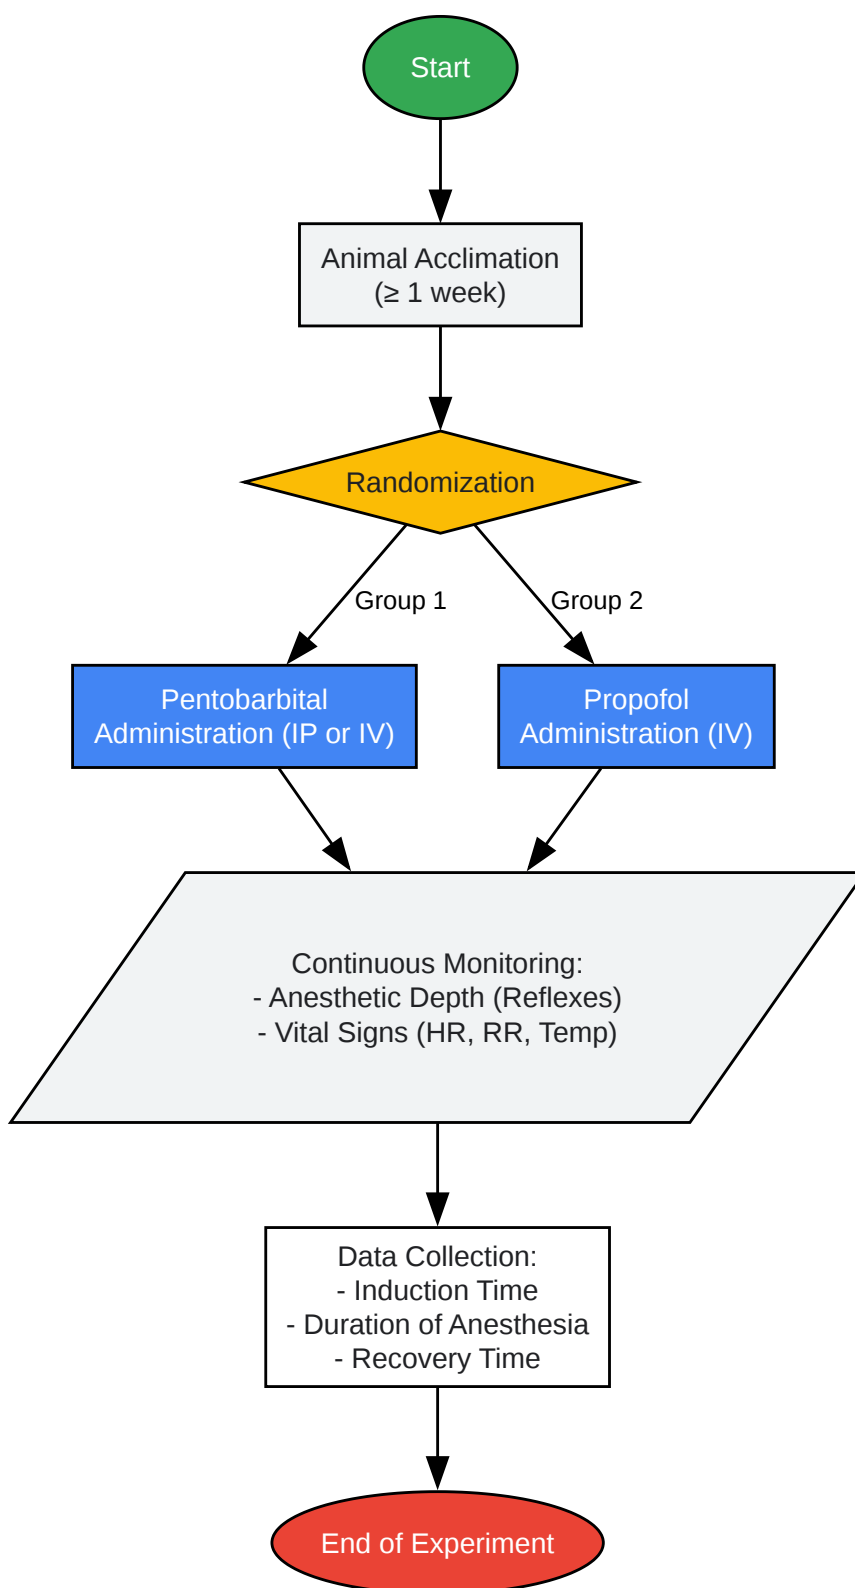 Start
Animal Acclimation
(≥ 1 week)
Randomization
Group 1
Group 2
Pentobarbital
Administration (IP or IV)
Propofol
Administration (IV)
Continuous Monitoring:
- Anesthetic Depth (Reflexes)
- Vital Signs (HR, RR, Temp)
Data Collection:
- Induction Time
- Duration of Anesthesia
- Recovery Time
End of Experiment